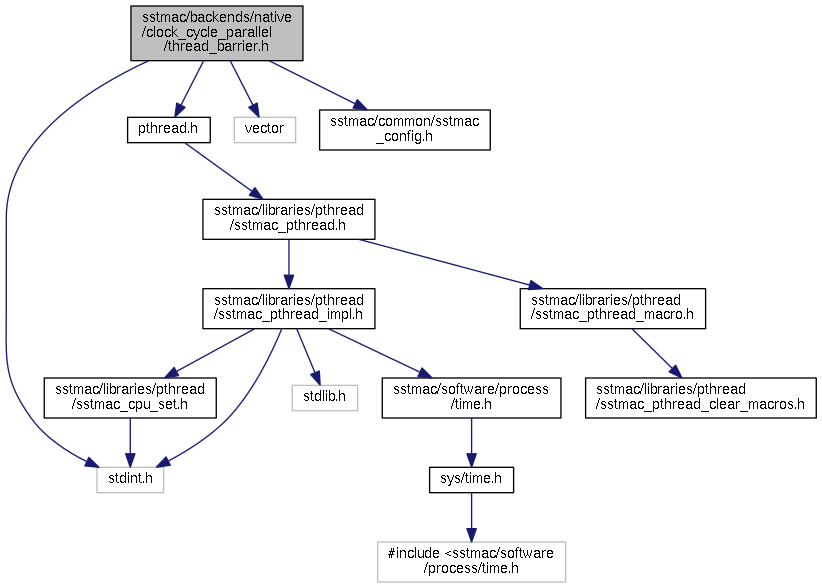 sstmac/backends/native
/clock_cycle_parallel
/thread_barrier.h
pthread.h
vector
sstmac/common/sstmac
_config.h
sstmac/libraries/pthread
/sstmac_pthread.h
sstmac/libraries/pthread
/sstmac_pthread_impl.h
sstmac/libraries/pthread
/sstmac_pthread_macro.h
sstmac/libraries/pthread
/sstmac_cpu_set.h
stdlib.h
sstmac/software/process
/time.h
sstmac/libraries/pthread
/sstmac_pthread_clear_macros.h
stdint.h
sys/time.h
#include <sstmac/software
/process/time.h